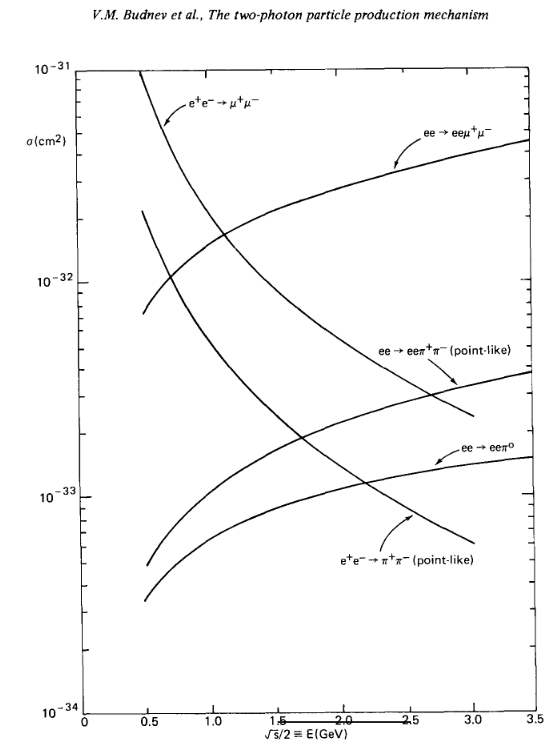 V.M. Budnev et al., The two-photon particle production mechanism
10⁻³¹
e⁺e⁻ → μ⁺μ⁻
σ(cm²)
ee → eeμ⁺μ⁻
10⁻³²
ee → eeπ⁺π⁻ (point-like)
ee → eeπ⁰
10⁻³³
e⁺e⁻ → π⁺π⁻ (point-like)
10⁻³⁴
0 0.5 1.0 1.5 2.0 2.5 3.0 3.5
√s/2 ≡ E(GeV)